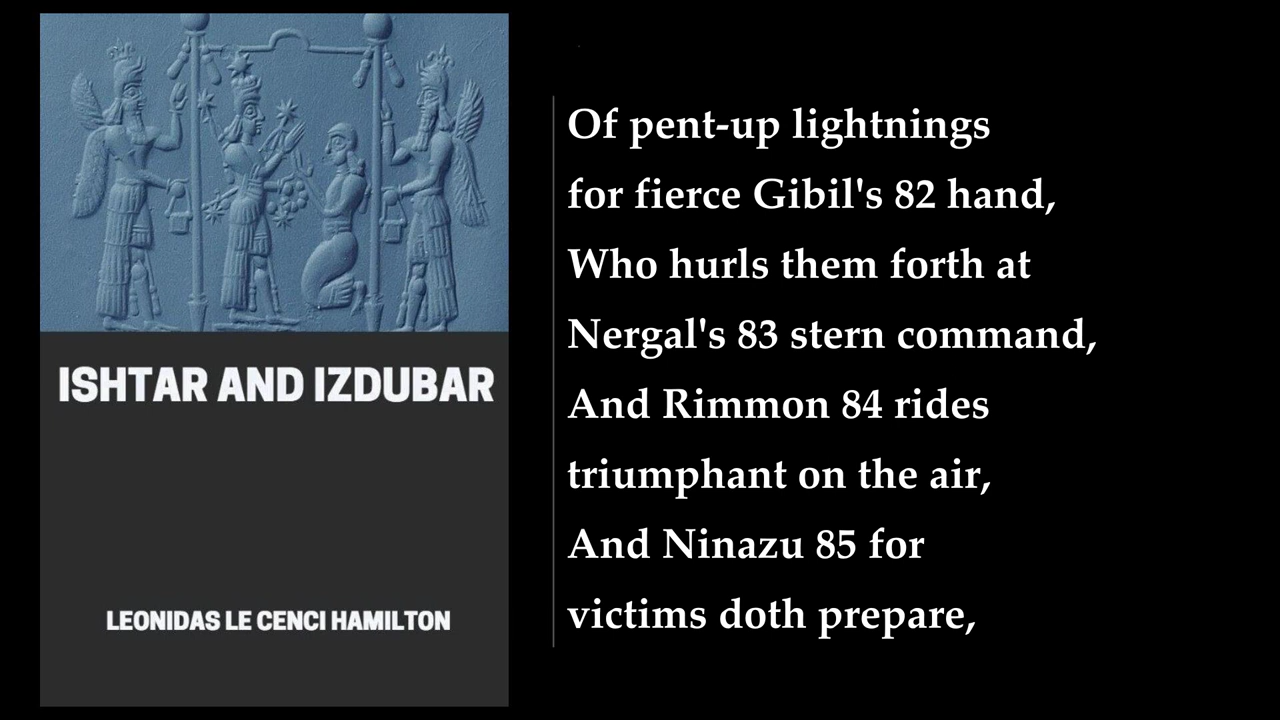 ISHTAR AND IZDUBAR
LEONIDAS LE CENCI HAMILTON
Of pent-up lightnings
for fierce Gibil's 82 hand,
Who hurls them forth at
Nergal's 83 stern command,
And Rimmon 84 rides
triumphant on the air,
And Ninazu 85 for
victims doth prepare,